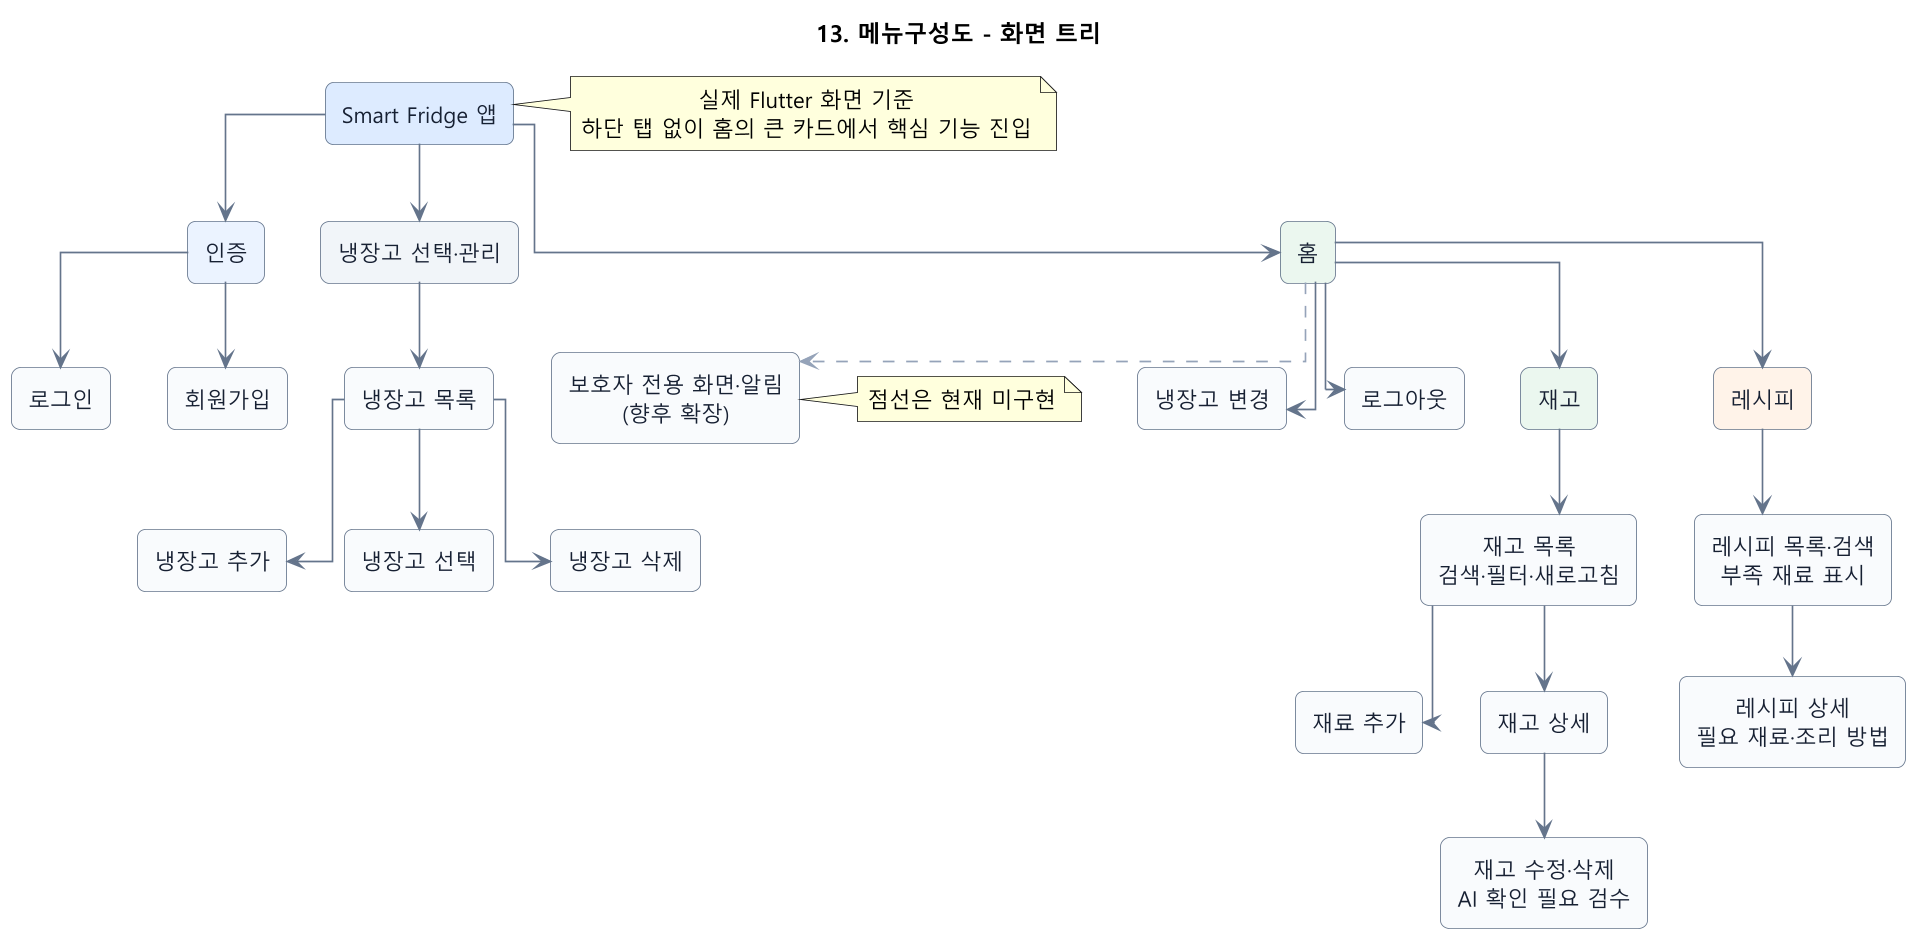 13. 메뉴구성도 - 화면 트리
Smart Fridge 앱
실제 Flutter 화면 기준
하단 탭 없이 홈의 큰 카드에서 핵심 기능 진입
인증
냉장고 선택·관리
홈
로그인
회원가입
냉장고 목록
보호자 전용 화면·알림
(향후 확장)
점선은 현재 미구현
냉장고 변경
로그아웃
재고
레시피
냉장고 추가
냉장고 선택
냉장고 삭제
재고 목록
검색·필터·새로고침
레시피 목록·검색
부족 재료 표시
재료 추가
재고 상세
레시피 상세
필요 재료·조리 방법
재고 수정·삭제
AI 확인 필요 검수